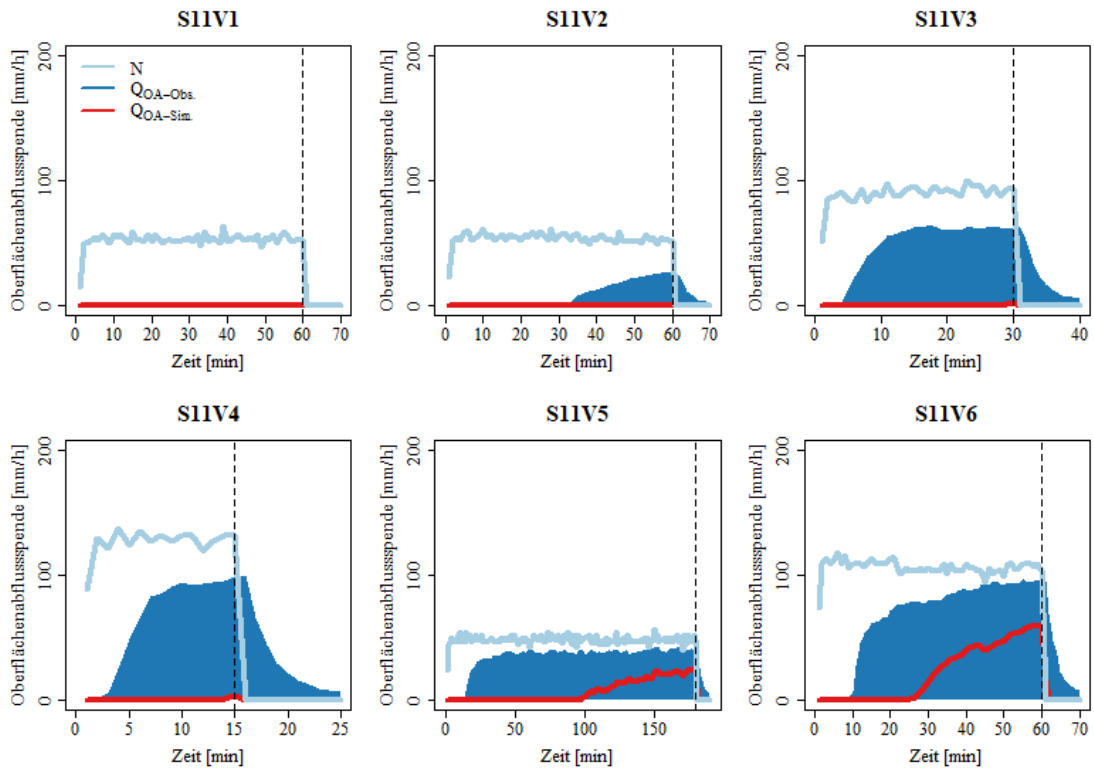 S11V1
S11V2
S11V3
Oberflächenabflussspende [mm/h]
0 100 200
N
Q_OA–Obs.
Q_OA–Sim.
0 10 20 30 40 50 60 70
Zeit [min]
Oberflächenabflussspende [mm/h]
0 100 200
0 10 20 30 40 50 60 70
Zeit [min]
Oberflächenabflussspende [mm/h]
0 100 200
0 10 20 30 40
Zeit [min]
S11V4
S11V5
S11V6
Oberflächenabflussspende [mm/h]
0 100 200
0 5 10 15 20 25
Zeit [min]
Oberflächenabflussspende [mm/h]
0 100 200
0 50 100 150
Zeit [min]
Oberflächenabflussspende [mm/h]
0 100 200
0 10 20 30 40 50 60 70
Zeit [min]